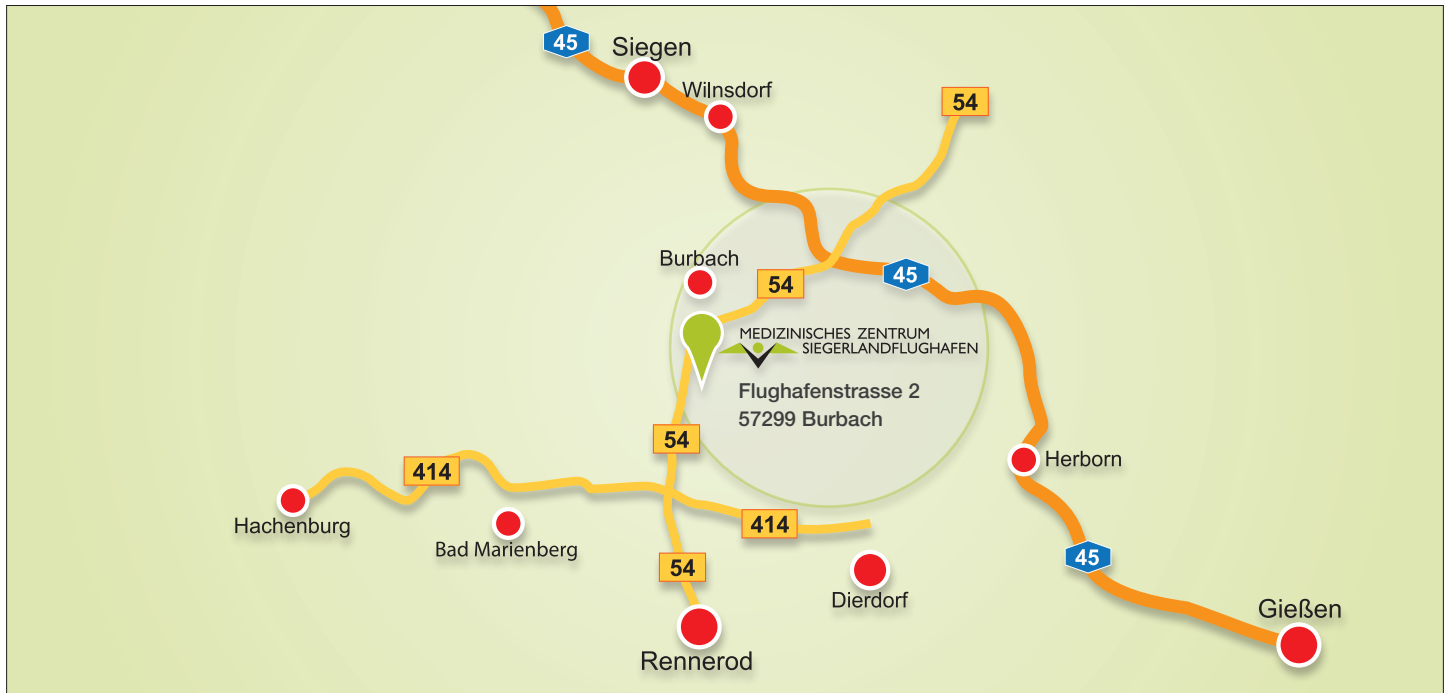 45
Siegen
Wilnsdorf
54
Burbach
54
45
MEDIZINISCHES ZENTRUM
SIEGERLANDFLUGHAFEN
Flughafenstrasse 2
57299 Burbach
54
414
Herborn
Hachenburg
Bad Marienberg
414
54
45
Dierdorf
Gießen
Rennerod